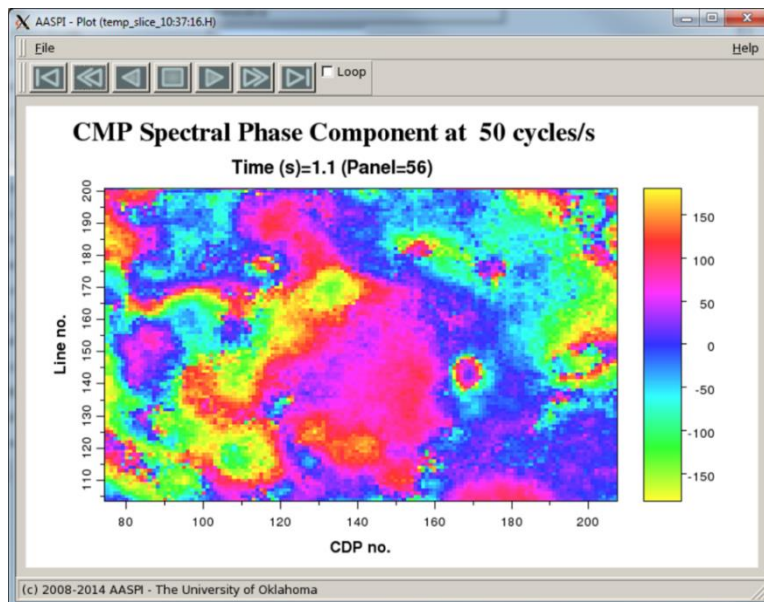 AASPI - Plot (temp_slice_10:37:16.H)
File Help
Loop
CMP Spectral Phase Component at 50 cycles/s
Time (s)=1.1 (Panel=56)
Line no.
200
190
180
170
160
150
140
130
120
110
150
100
50
0
-50
-100
-150
80 100 120 140 160 180 200
CDP no.
(c) 2008-2014 AASPI - The University of Oklahoma